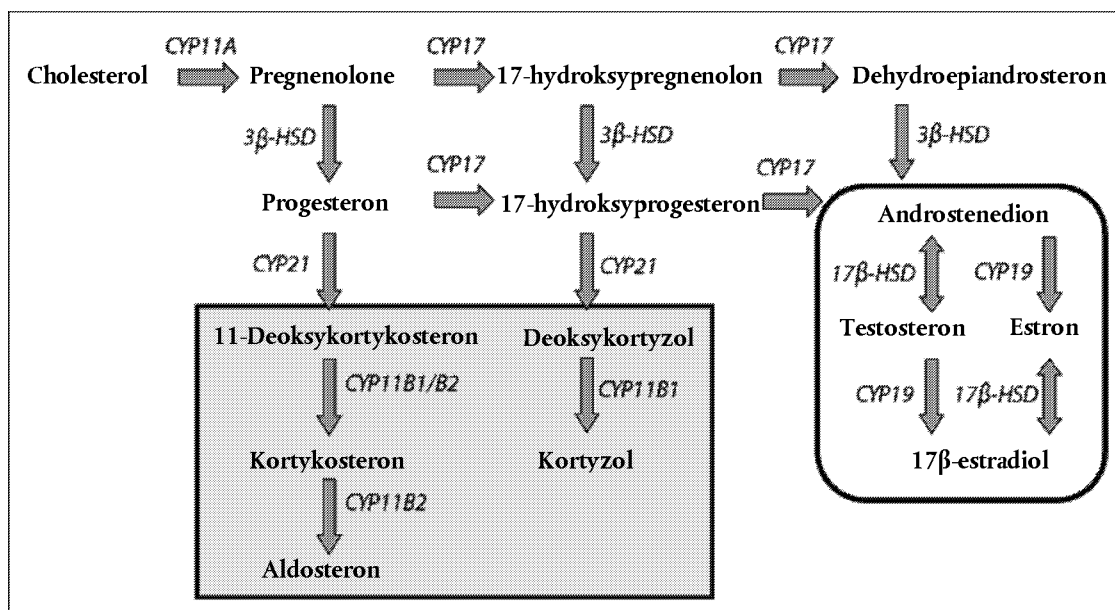 CYP11A CYP17 CYP17
Cholesterol Pregnenolone 17-hydroksypregnenolon Dehydroepiandrosteron
3β-HSD 3β-HSD 3β-HSD
CYP17 CYP17
Progesteron 17-hydroksyprogesteron Androstenedion
CYP21 CYP21 17β-HSD CYP19
11-Deoksykortykosteron Deoksykortyzol Testosteron Estron
CYP11B1/B2 CYP11B1 CYP19 17β-HSD
Kortykosteron Kortyzol 17β-estradiol
CYP11B2
Aldosteron